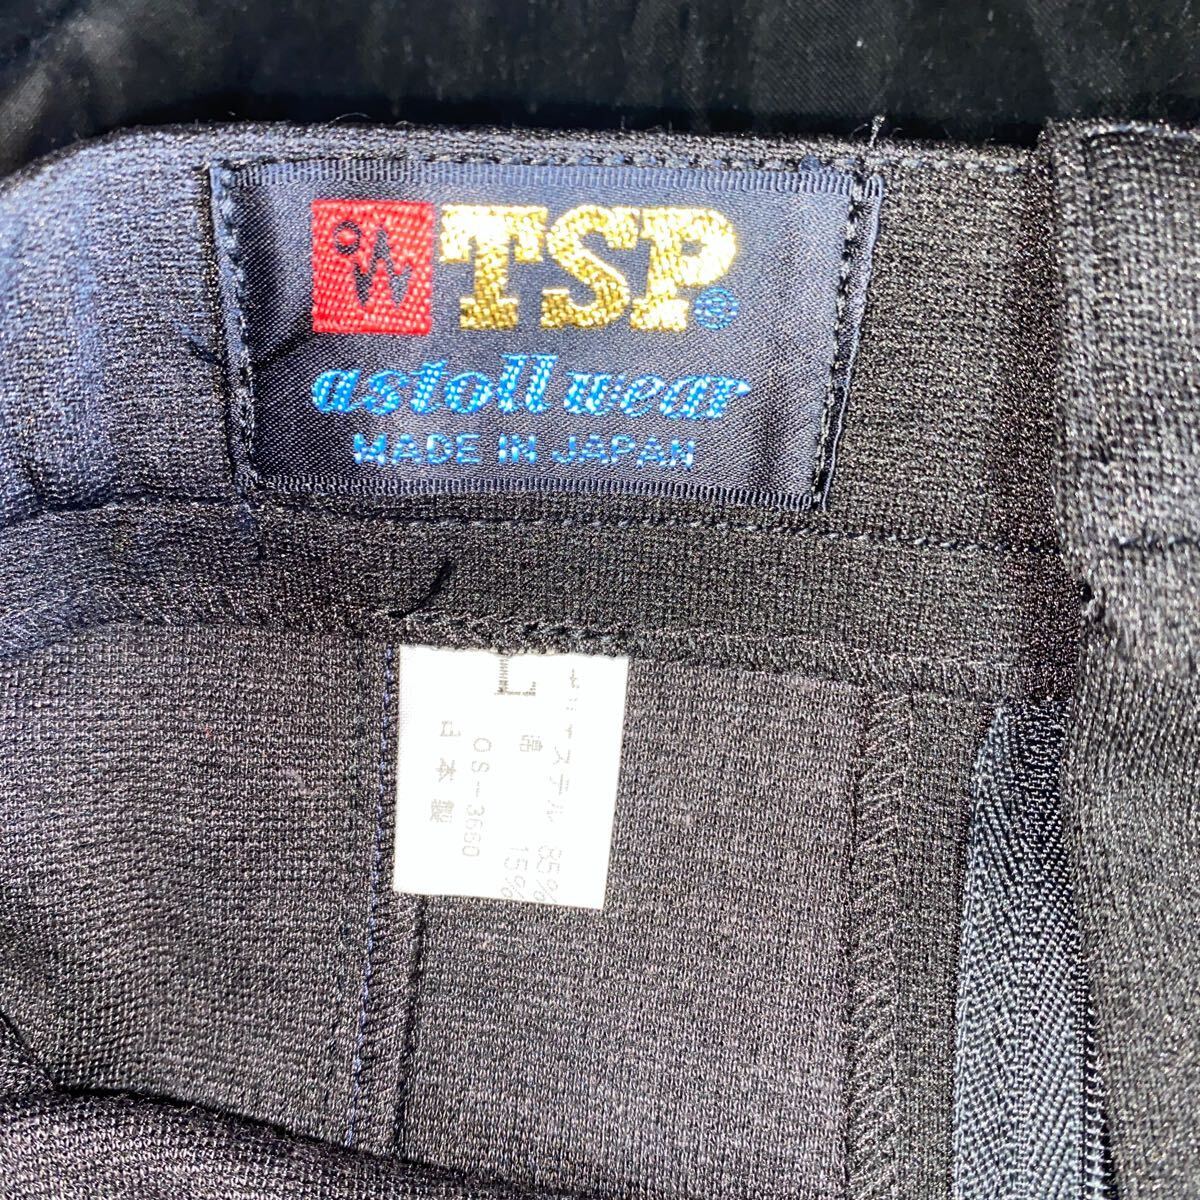 TSP®
astoll wear
MADE IN JAPAN
L
ポリエステル 85%
綿 15%
OS-3660
日本製